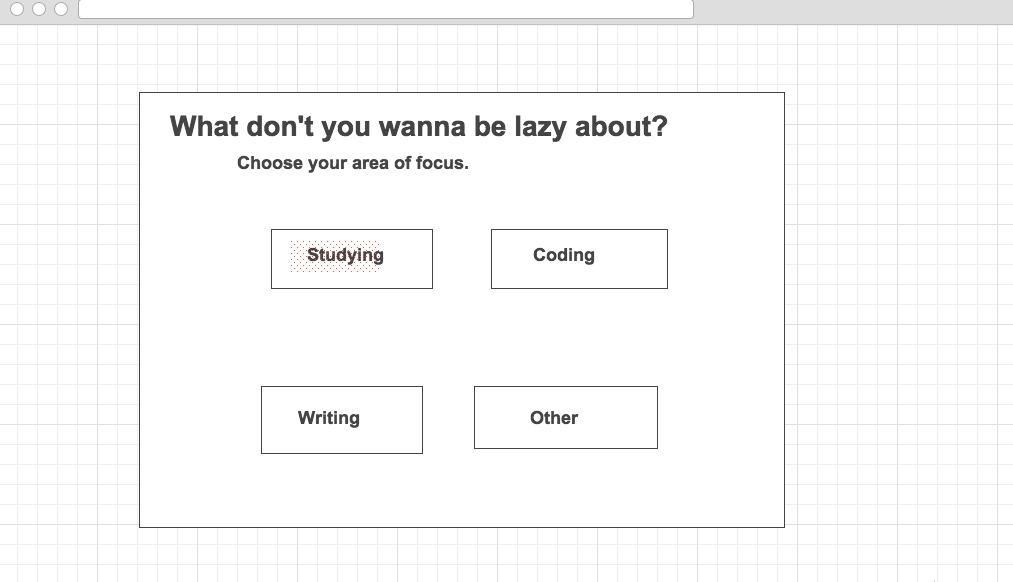 What don't you wanna be lazy about?
Choose your area of focus.
Studying
Coding
Writing
Other